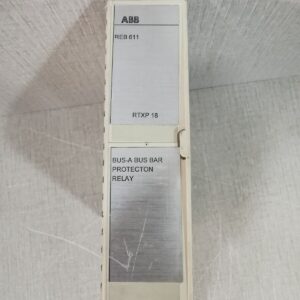 ABB
REB 611
RTXP 18
BUS-A BUS BAR
PROTECTON
RELAY